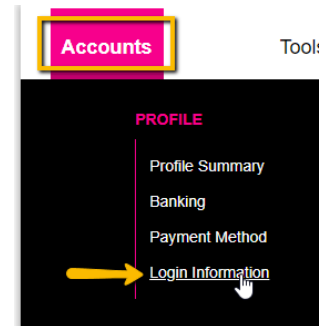 Accounts
Tools
PROFILE
Profile Summary
Banking
Payment Method
Login Information